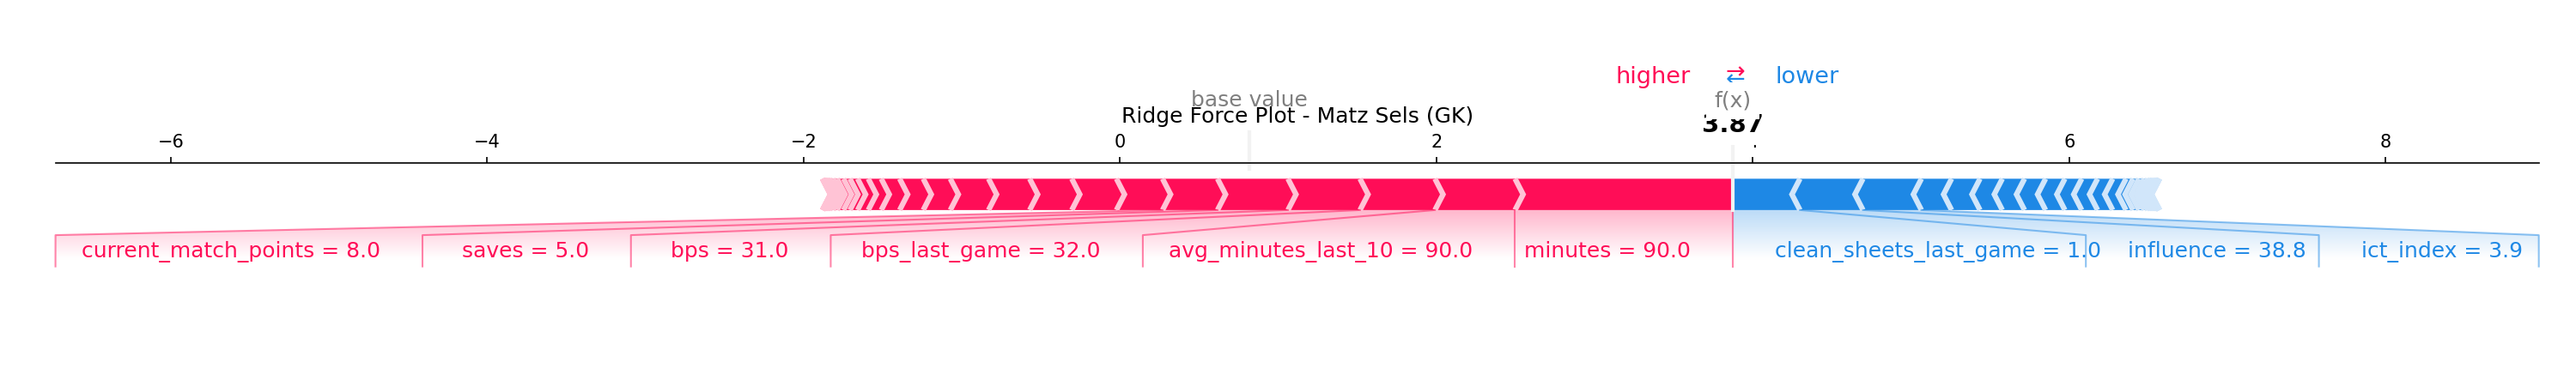 higher ⇄ lower
base value f(x)
Ridge Force Plot - Matz Sels (GK)
3.87
−6 −4 −2 0 2 6 8
current_match_points = 8.0 saves = 5.0 bps = 31.0 bps_last_game = 32.0 avg_minutes_last_10 = 90.0 minutes = 90.0 clean_sheets_last_game = 1.0 influence = 38.8 ict_index = 3.9